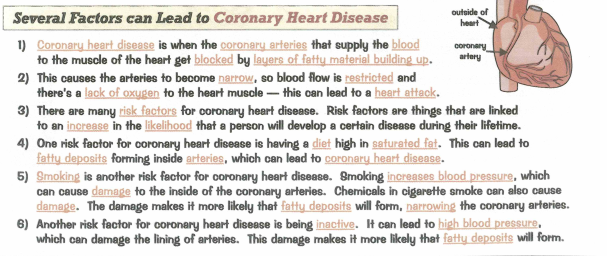 Several Factors can Lead to Coronary Heart Disease
outside of
heart
coronary
artery
1) Coronary heart disease is when the coronary arteries that supply the blood
to the muscle of the heart get blocked by layers of fatty material building up.
2) This causes the arteries to become narrow, so blood flow is restricted and
there's a lack of oxygen to the heart muscle — this can lead to a heart attack.
3) There are many risk factors for coronary heart disease. Risk factors are things that are linked
to an increase in the likelihood that a person will develop a certain disease during their lifetime.
4) One risk factor for coronary heart disease is having a diet high in saturated fat. This can lead to
fatty deposits forming inside arteries, which can lead to coronary heart disease.
5) Smoking is another risk factor for coronary heart disease. Smoking increases blood pressure, which
can cause damage to the inside of the coronary arteries. Chemicals in cigarette smoke can also cause
damage. The damage makes it more likely that fatty deposits will form, narrowing the coronary arteries.
6) Another risk factor for coronary heart disease is being inactive. It can lead to high blood pressure,
which can damage the lining of arteries. This damage makes it more likely that fatty deposits will form.